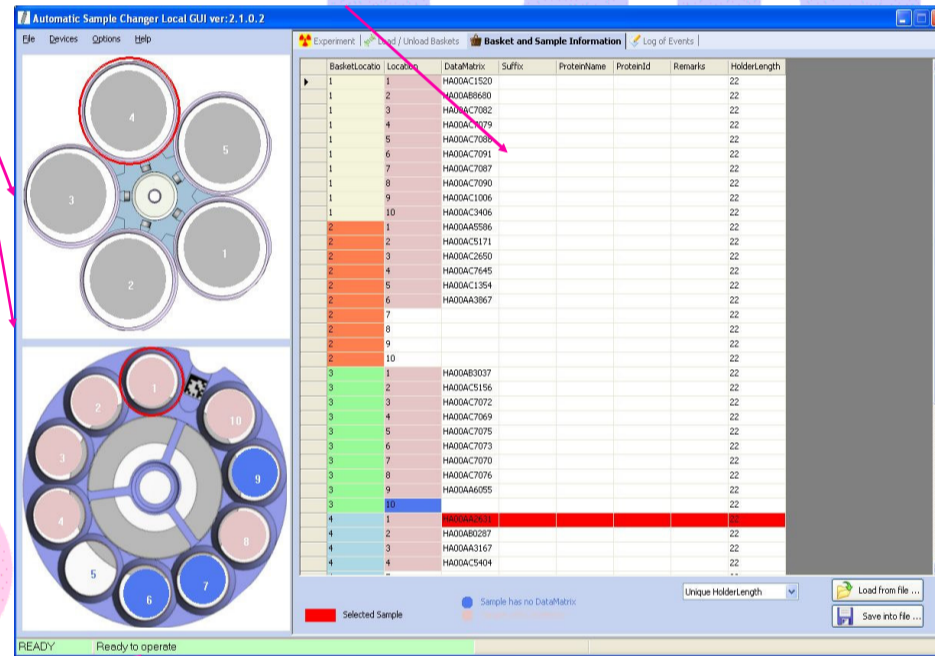 Automatic Sample Changer Local GUI ver:2.1.0.2
File Devices Options Help
Experiment Load / Unload Baskets Basket and Sample Information Log of Events
4
5
3
1
2
1
2
10
3
9
4
8
5
6
7
BasketLocatio Location DataMatrix Suffix ProteinName ProteinId Remarks HolderLength
1 1 HA00AC1520 22
1 2 HA00AB8680 22
1 3 HA00AC7082 22
1 4 HA00AC7079 22
1 5 HA00AC7088 22
1 6 HA00AC7091 22
1 7 HA00AC7087 22
1 8 HA00AC7090 22
1 9 HA00AC1006 22
1 10 HA00AC3406 22
2 1 HA00AA5586 22
2 2 HA00AC5171 22
2 3 HA00AC2650 22
2 4 HA00AC7645 22
2 5 HA00AC1354 22
2 6 HA00AA3867 22
2 7 22
2 8 22
2 9 22
2 10 22
3 1 HA00AB3037 22
3 2 HA00AC5156 22
3 3 HA00AC7072 22
3 4 HA00AC7069 22
3 5 HA00AC7075 22
3 6 HA00AC7073 22
3 7 HA00AC7070 22
3 8 HA00AC7076 22
3 9 HA00AA6055 22
3 10 22
4 1 HA00AA2631 22
4 2 HA00AB0287 22
4 3 HA00AA3167 22
4 4 HA00AC5404 22
Selected Sample
Sample has no DataMatrix
Unique HolderLength
Load from file ...
Save into file ...
READY Ready to operate